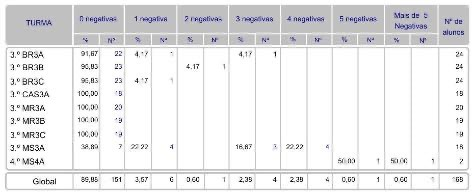 TURMA 0 negativas 1 negativa 2 negativas 3 negativas 4 negativas 5 negativas Mais de 5 Negativas Nº de alunos
% Nº % Nº % Nº % Nº % Nº % Nº % Nº
3.º BR3A 91,67 22 4,17 1 4,17 1 24
3.º BR3B 95,83 23 4,17 1 24
3.º BR3C 95,83 23 4,17 1 24
3.º CAS3A 100,00 18 18
3.º MR3A 100,00 20 20
3.º MR3B 100,00 19 19
3.º MR3C 100,00 19 19
3.º MS3A 38,89 7 22,22 4 16,67 3 22,22 4 18
4.º MS4A 50,00 1 50,00 1 2
Global 89,88 151 3,57 6 0,60 1 2,38 4 2,38 4 0,60 1 0,60 1 168